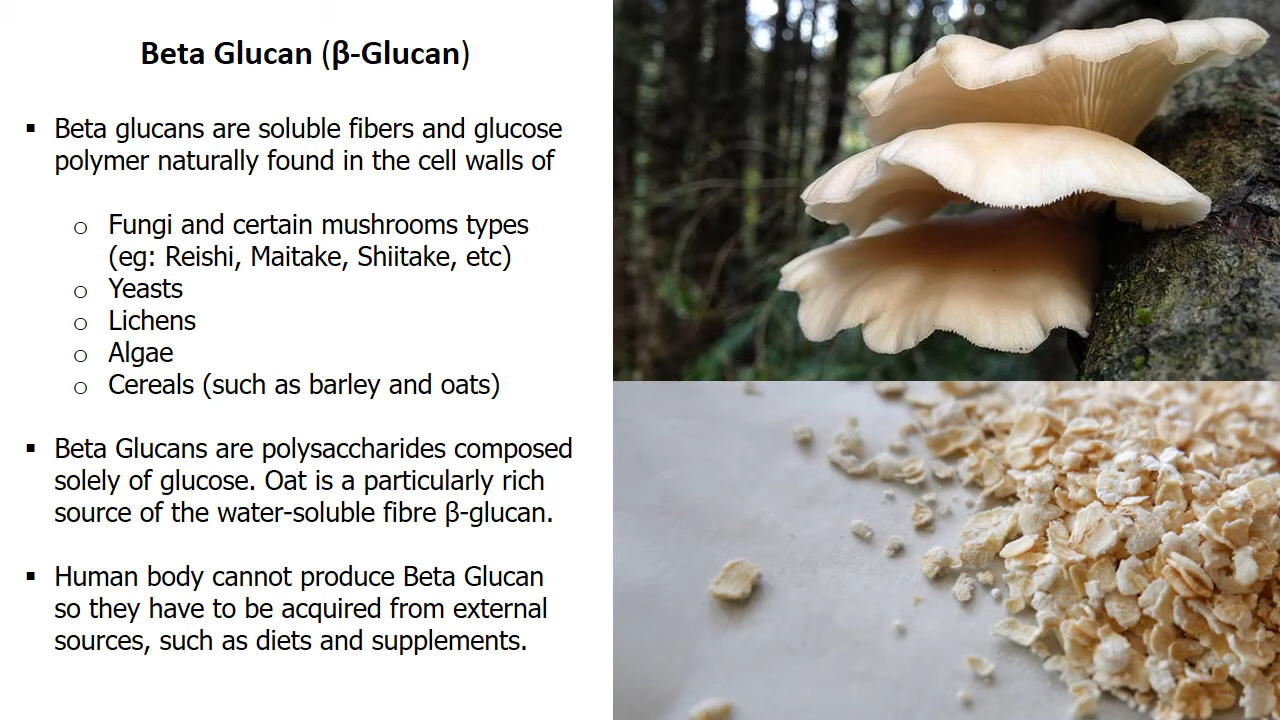 Beta Glucan (β-Glucan)
▪ Beta glucans are soluble fibers and glucose
polymer naturally found in the cell walls of
o Fungi and certain mushrooms types
(eg: Reishi, Maitake, Shiitake, etc)
o Yeasts
o Lichens
o Algae
o Cereals (such as barley and oats)
▪ Beta Glucans are polysaccharides composed
solely of glucose. Oat is a particularly rich
source of the water-soluble fibre β-glucan.
▪ Human body cannot produce Beta Glucan
so they have to be acquired from external
sources, such as diets and supplements.